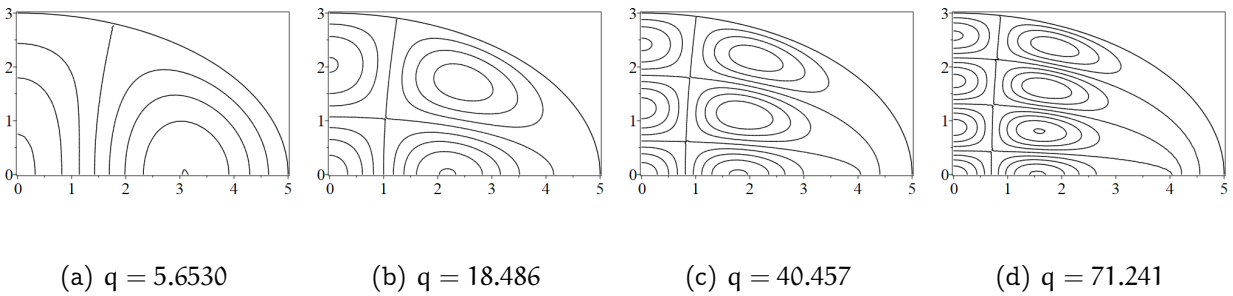 3 3 3 3
2 2 2 2
1 1 1 1
0 0 0 0
0 1 2 3 4 5 0 1 2 3 4 5 0 1 2 3 4 5 0 1 2 3 4 5
(a) q = 5.6530 (b) q = 18.486 (c) q = 40.457 (d) q = 71.241